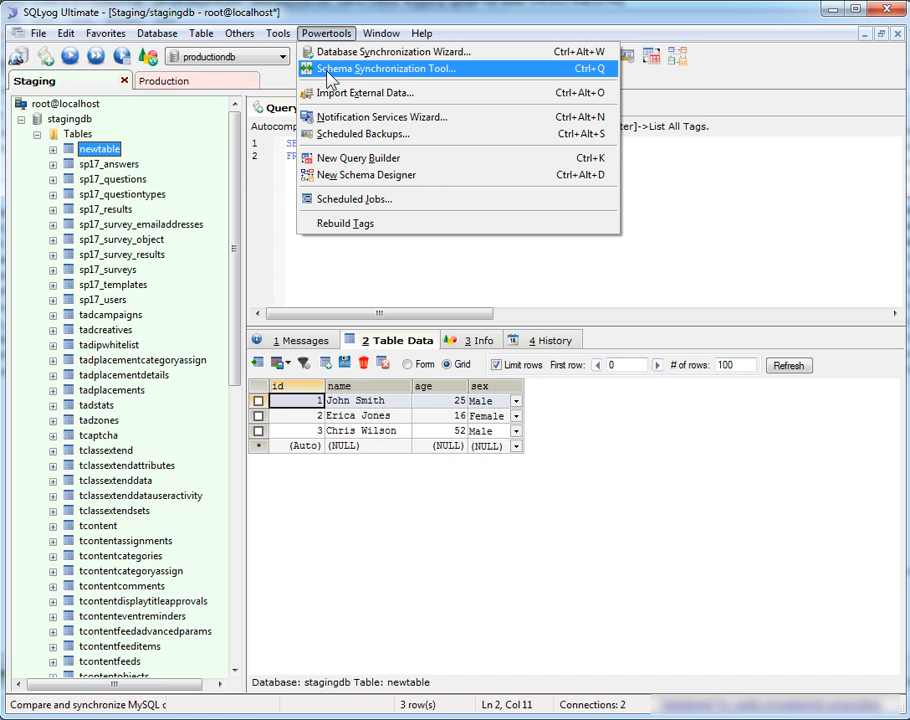 SQLyog Ultimate - [Staging/stagingdb - root@localhost*]
File Edit Favorites Database Table Others Tools Powertools Window Help
productiondb
Staging Production
Database Synchronization Wizard... Ctrl+Alt+W
Schema Synchronization Tool... Ctrl+Q
Import External Data... Ctrl+Alt+O
Notification Services Wizard... Ctrl+Alt+N
Scheduled Backups... Ctrl+Alt+S
New Query Builder Ctrl+K
New Schema Designer Ctrl+Alt+D
Scheduled Jobs...
Rebuild Tags
root@localhost
stagingdb
Tables
newtable
sp17_answers
sp17_questions
sp17_questiontypes
sp17_results
sp17_survey_emailaddresses
sp17_survey_object
sp17_survey_results
sp17_surveys
sp17_templates
sp17_users
tadcampaigns
tadcreatives
tadipwhitelist
tadplacementcategoryassign
tadplacementdetails
tadplacements
tadstats
tadzones
tcaptcha
tclassextend
tclassextendattributes
tclassextenddata
tclassextenddatauseractivity
tclassextendsets
tcontent
tcontentassignments
tcontentcategories
tcontentcategoryassign
tcontentcomments
tcontentdisplaytitleapprovals
tcontenteventreminders
tcontentfeedadvancedparams
tcontentfeeditems
tcontentfeeds
tcontentobjects
Query
Autocomp
ter]->List All Tags.
1 SE
2 FR
1 Messages 2 Table Data 3 Info 4 History
Form Grid Limit rows First row: 0 # of rows: 100 Refresh
id name age sex
1 John Smith 25 Male
2 Erica Jones 16 Female
3 Chris Wilson 52 Male
* (Auto) (NULL) (NULL) (NULL)
Database: stagingdb Table: newtable
Compare and synchronize MySQL c 3 row(s) Ln 2, Col 11 Connections: 2